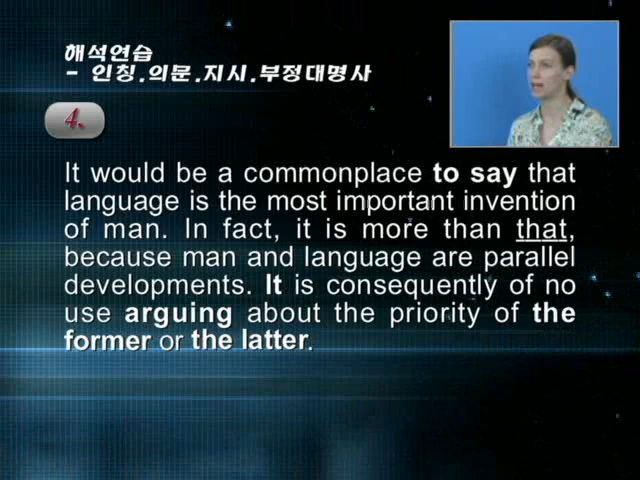 해석연습
- 인칭.의문.지시.부정대명사
4.
It would be a commonplace to say that
language is the most important invention
of man. In fact, it is more than that,
because man and language are parallel
developments. It is consequently of no
use arguing about the priority of the
former or the latter.